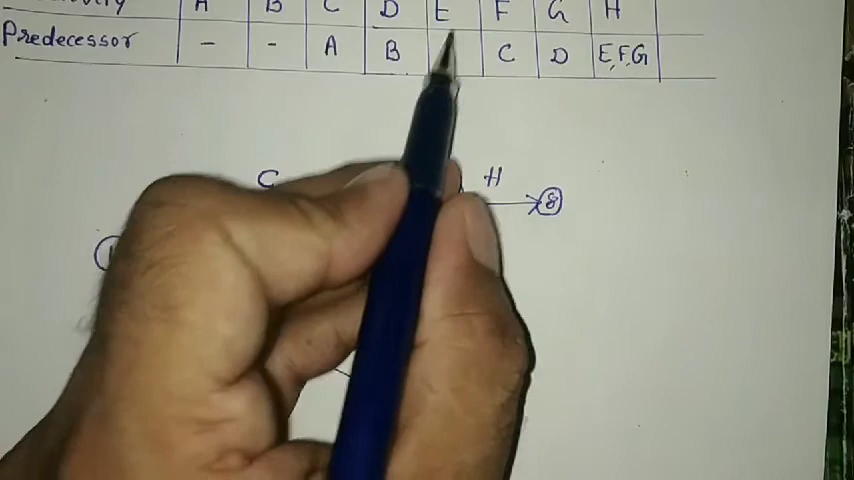 A B C D E F G H
Predecessor - - A B C D E,F,G
C H
8